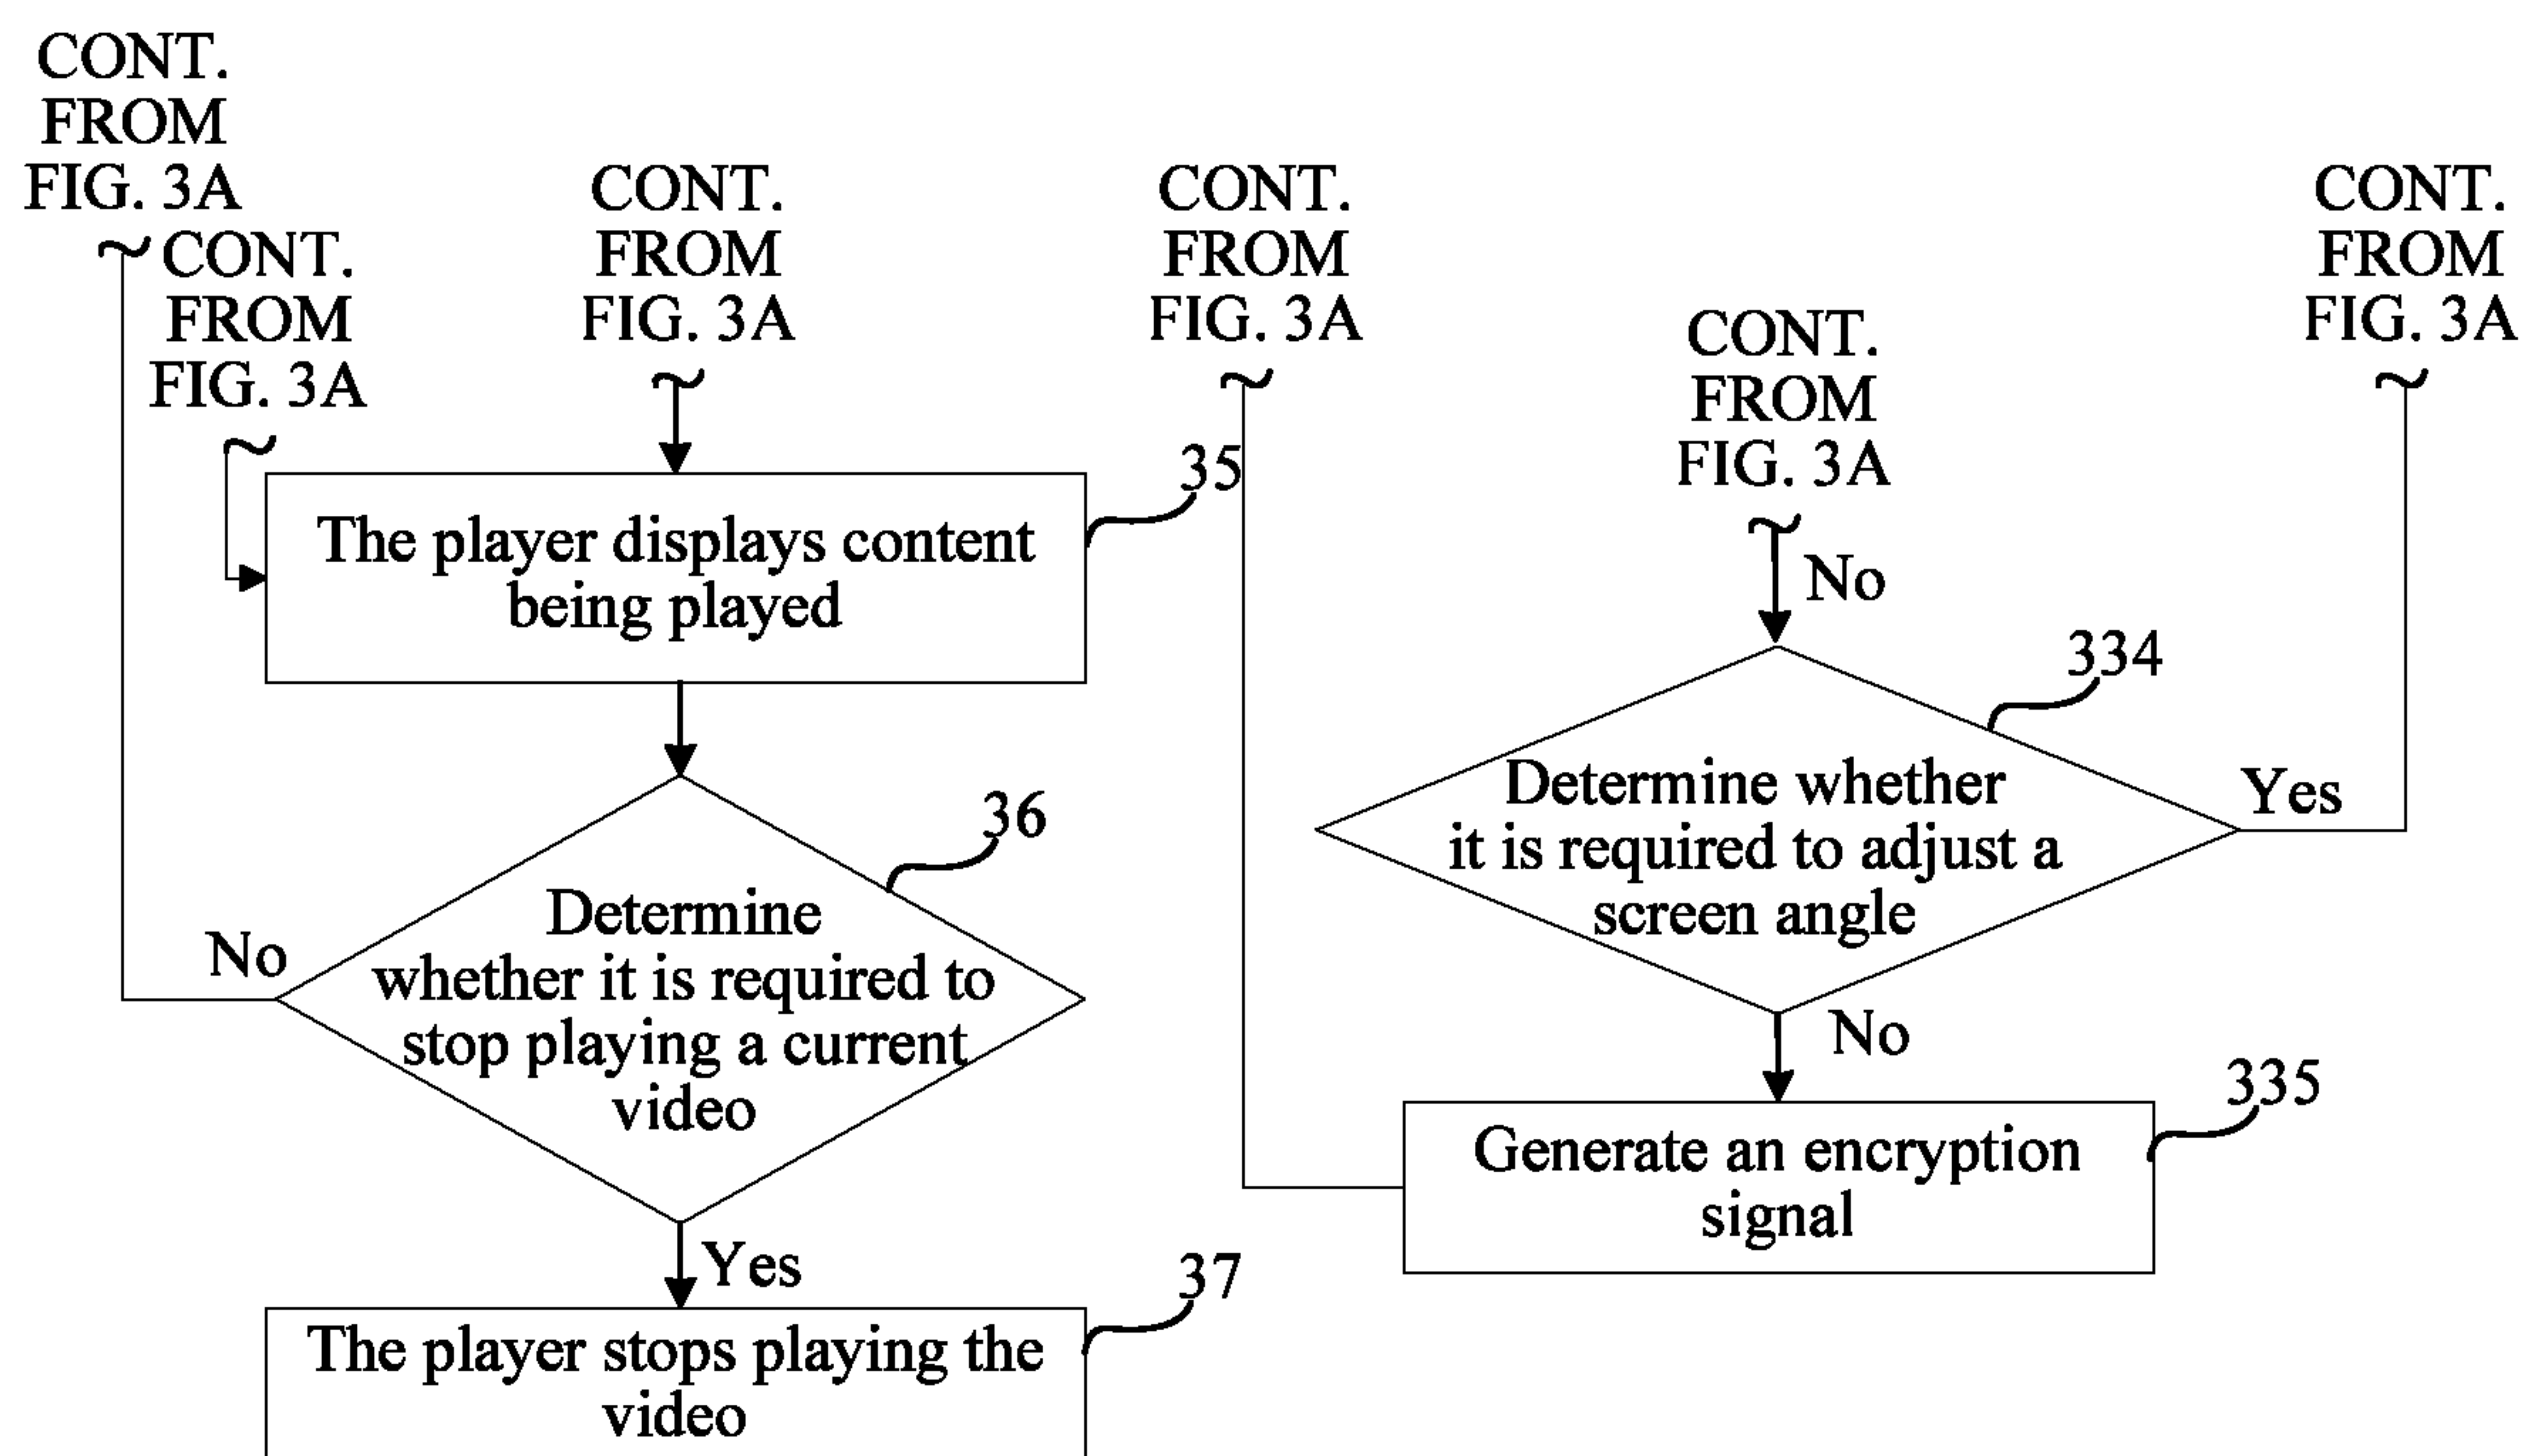 CONT.
FROM
FIG. 3A
CONT.
FROM
FIG. 3A
CONT.
FROM
FIG. 3A
CONT.
FROM
FIG. 3A
CONT.
FROM
FIG. 3A
CONT.
FROM
FIG. 3A
35
The player displays content
being played
36
Determine
whether it is required to
stop playing a current
video
No
Yes
37
The player stops playing the
video
No
334
Determine whether
it is required to adjust a
screen angle
Yes
No
335
Generate an encryption
signal